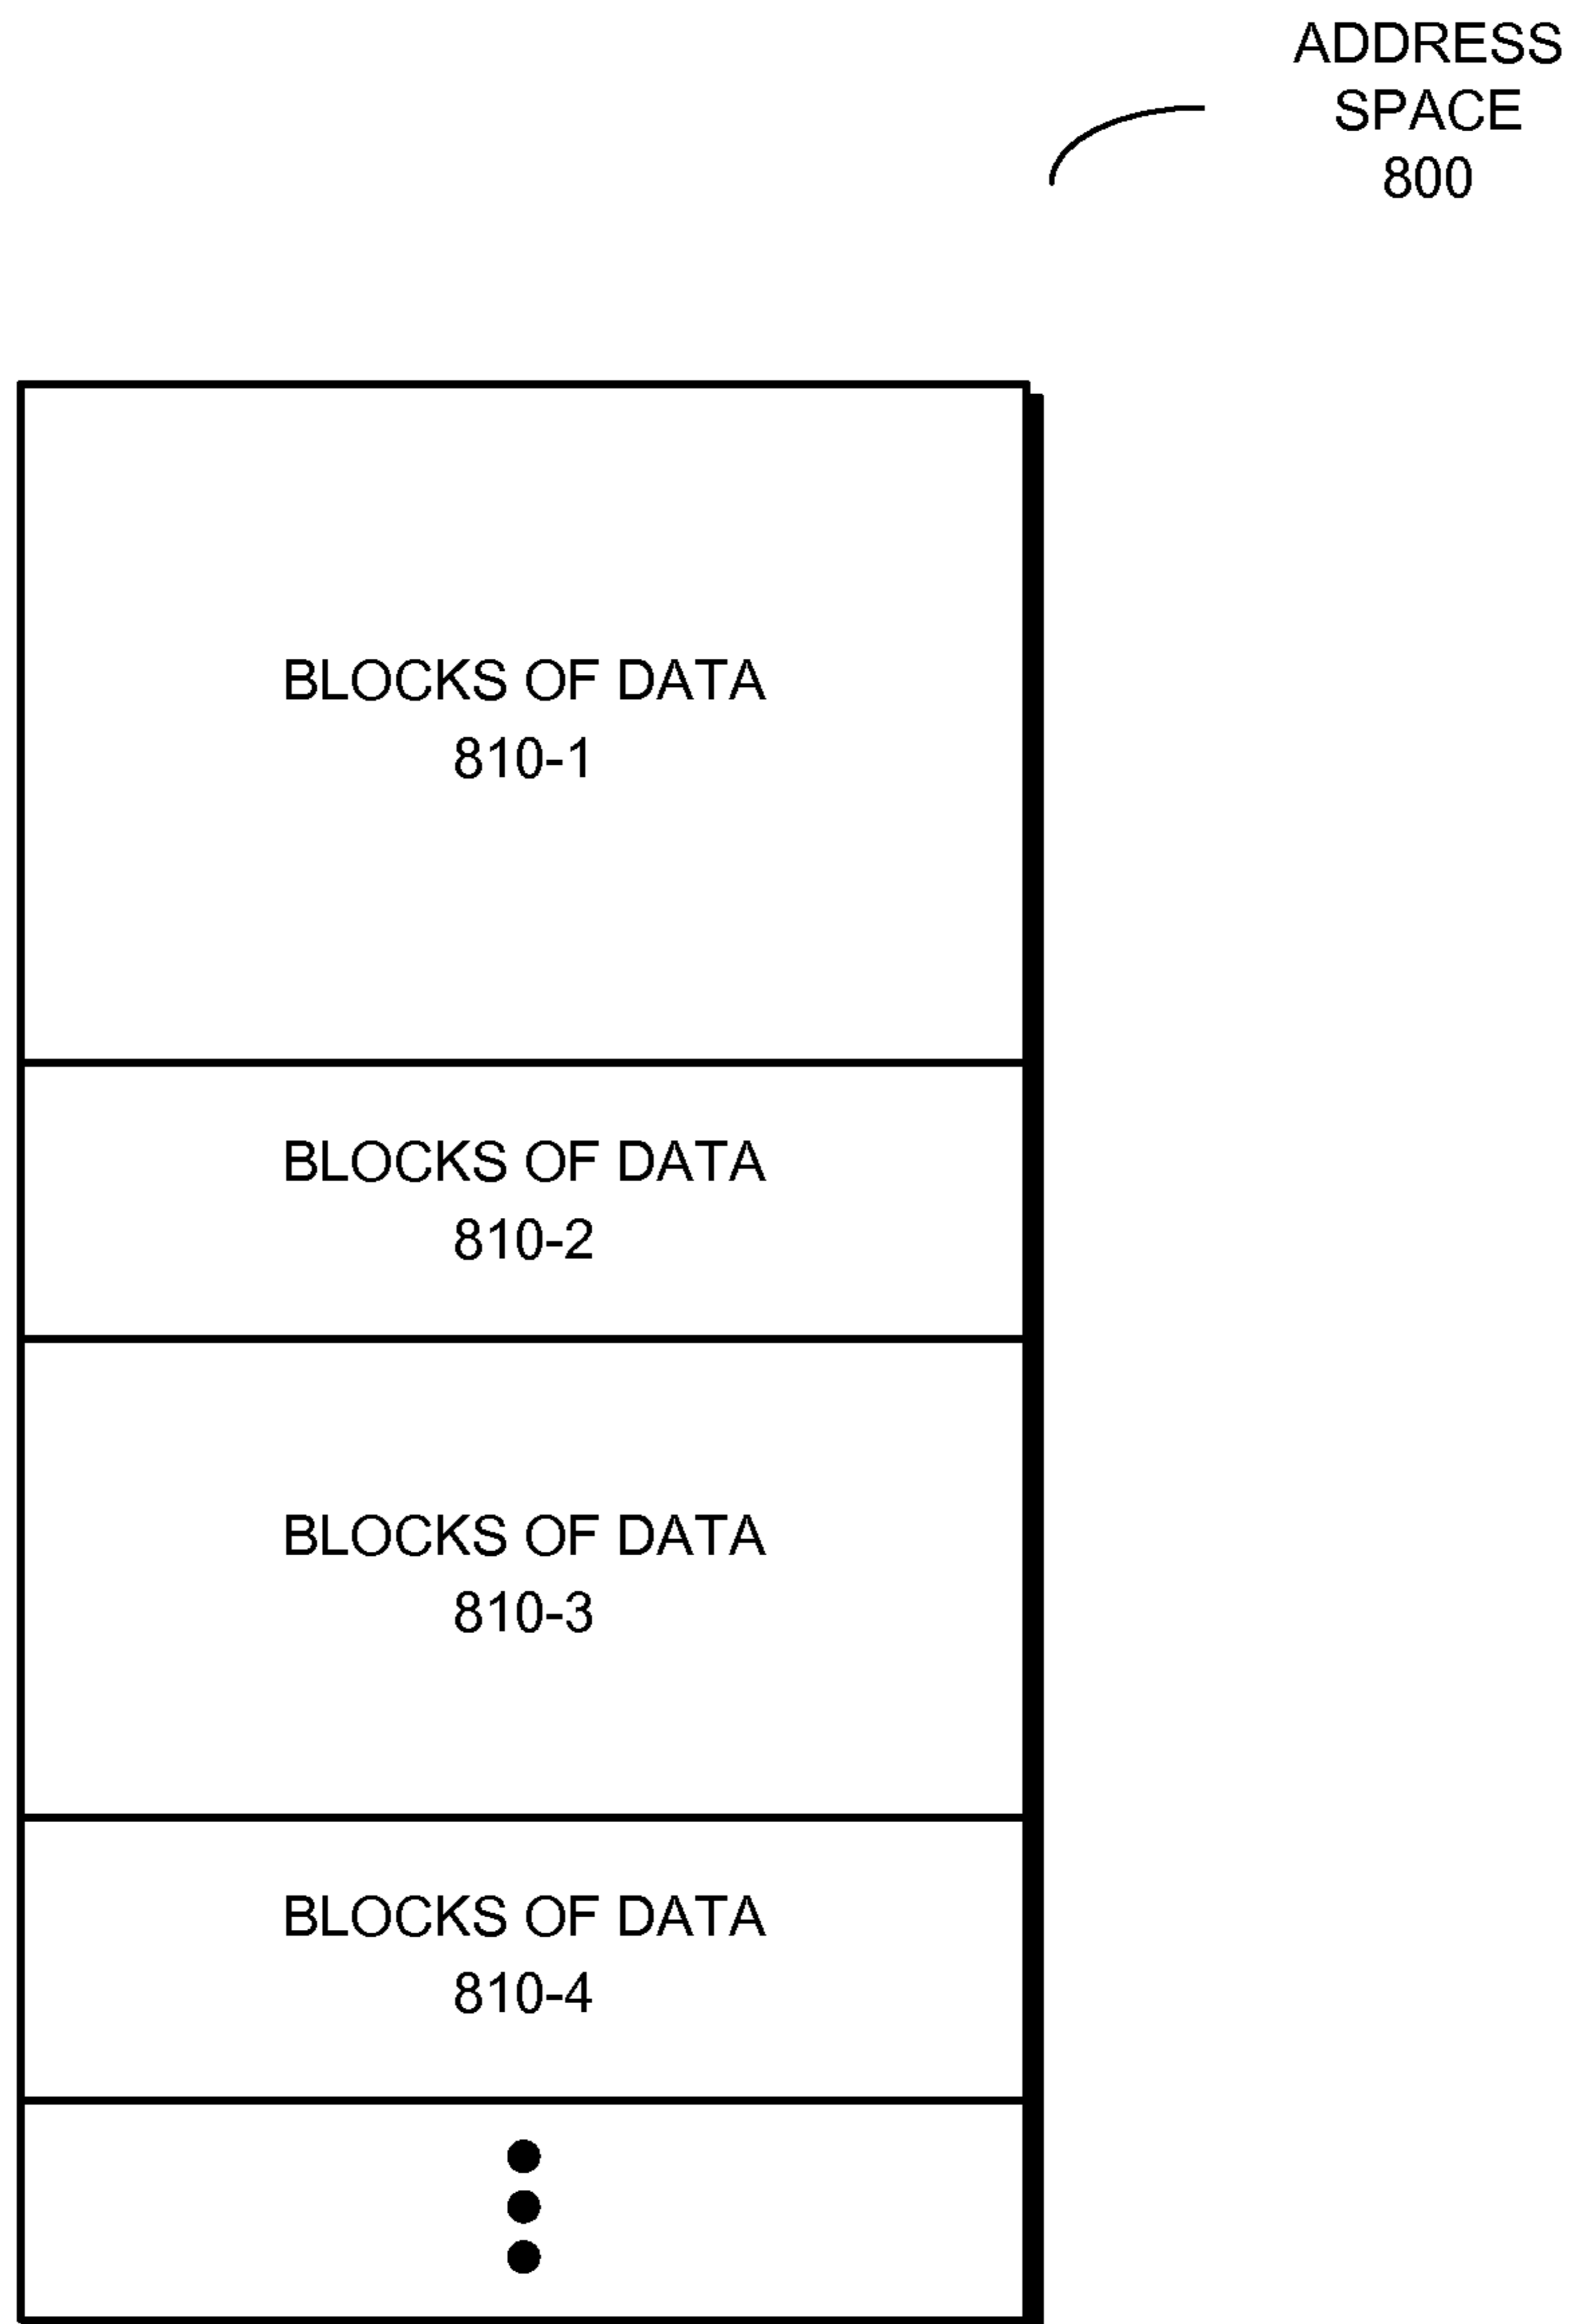 ADDRESS
SPACE
800
BLOCKS OF DATA
810-1
BLOCKS OF DATA
810-2
BLOCKS OF DATA
810-3
BLOCKS OF DATA
810-4